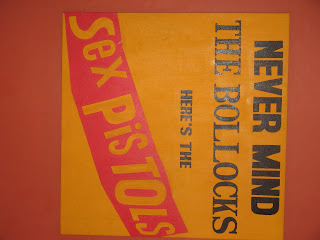 NEVER MIND
THE BOLLOCKS
HERE'S THE
Sex PiSTOLs